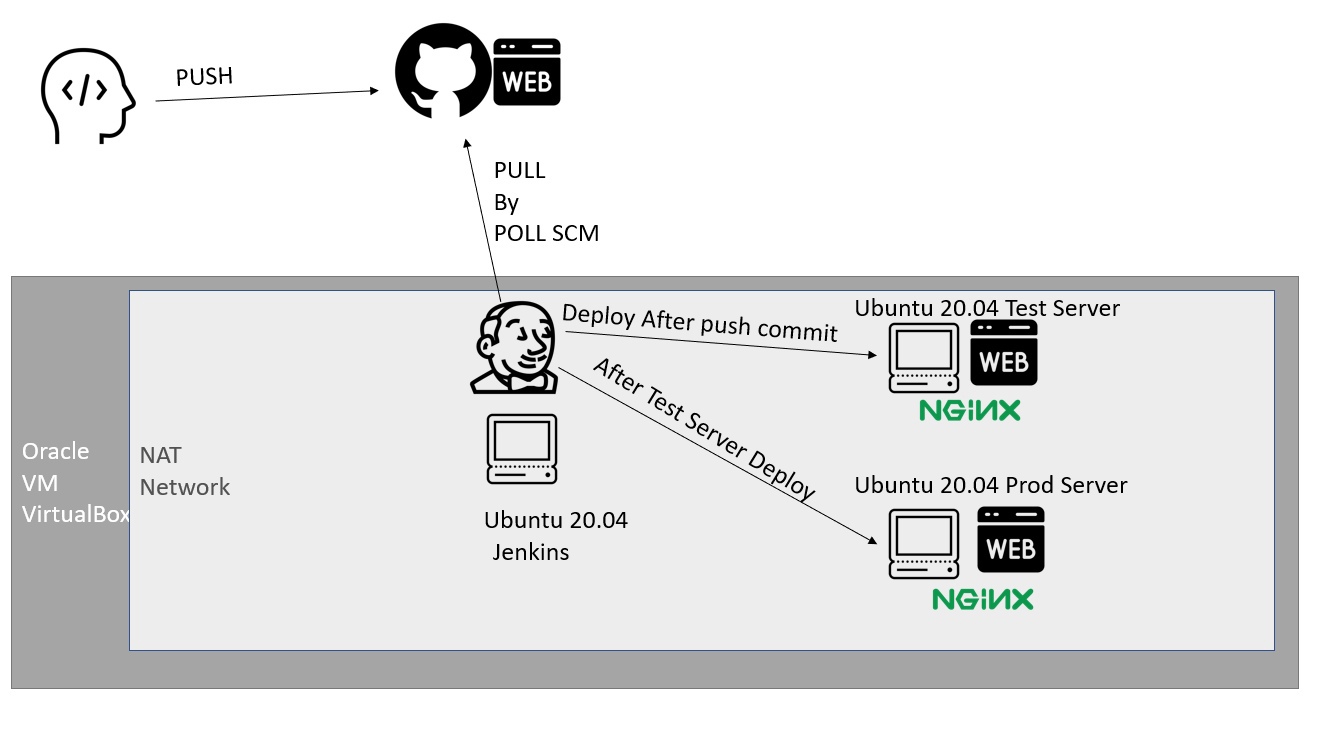 PUSH
WEB
PULL
By
POLL SCM
Deploy After push commit
Ubuntu 20.04 Test Server
WEB
NGINX
After Test Server Deploy
Oracle
VM
VirtualBox
NAT
Network
Ubuntu 20.04
Jenkins
Ubuntu 20.04 Prod Server
WEB
NGINX